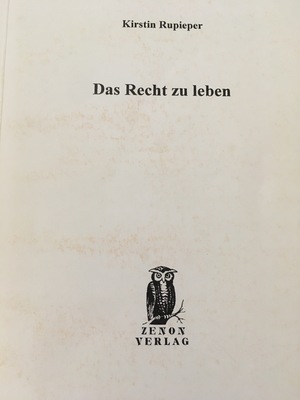 Kirstin Rupieper
Das Recht zu leben
ZENON
VERLAG